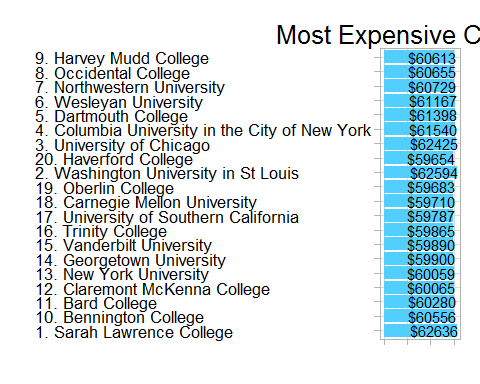 Most Expensive C
9. Harvey Mudd College $60613
8. Occidental College $60655
7. Northwestern University $60729
6. Wesleyan University $61167
5. Dartmouth College $61398
4. Columbia University in the City of New York $61540
3. University of Chicago $62425
20. Haverford College $59654
2. Washington University in St Louis $62594
19. Oberlin College $59683
18. Carnegie Mellon University $59710
17. University of Southern California $59787
16. Trinity College $59865
15. Vanderbilt University $59890
14. Georgetown University $59900
13. New York University $60059
12. Claremont McKenna College $60065
11. Bard College $60280
10. Bennington College $60556
1. Sarah Lawrence College $62636